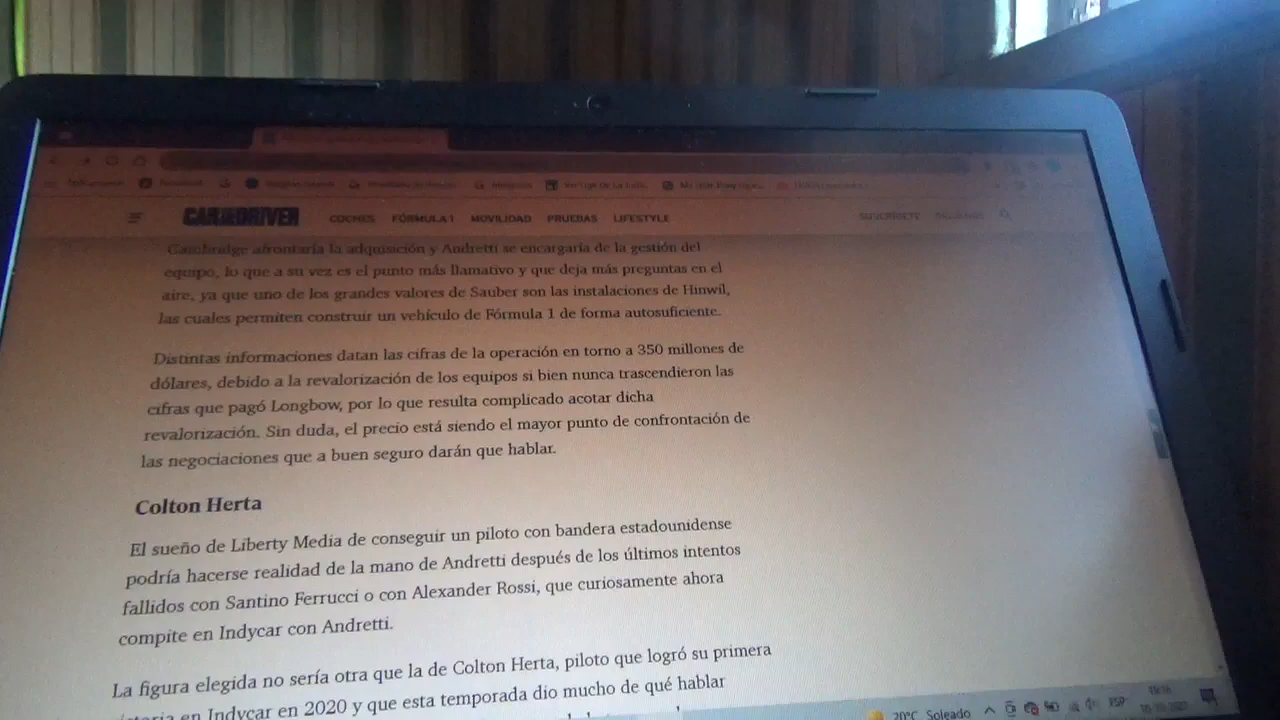 CAR AND DRIVER COCHES FÓRMULA 1 MOVILIDAD PRUEBAS LIFESTYLE
Cambridge afrontaría la adquisición y Andretti se encargaría de la gestión del
equipo, lo que a su vez es el punto más llamativo y que deja más preguntas en el
aire, ya que uno de los grandes valores de Sauber son las instalaciones de Hinwil,
las cuales permiten construir un vehículo de Fórmula 1 de forma autosuficiente.
Distintas informaciones datan las cifras de la operación en torno a 350 millones de
dólares, debido a la revalorización de los equipos si bien nunca trascendieron las
cifras que pagó Longbow, por lo que resulta complicado acotar dicha
revalorización. Sin duda, el precio está siendo el mayor punto de confrontación de
las negociaciones que a buen seguro darán que hablar.
Colton Herta
El sueño de Liberty Media de conseguir un piloto con bandera estadounidense
podría hacerse realidad de la mano de Andretti después de los últimos intentos
fallidos con Santino Ferrucci o con Alexander Rossi, que curiosamente ahora
compite en Indycar con Andretti.
La figura elegida no sería otra que la de Colton Herta, piloto que logró su primera
en Indycar en 2020 y que esta temporada dio mucho de qué hablar
20°C Soleado ESP